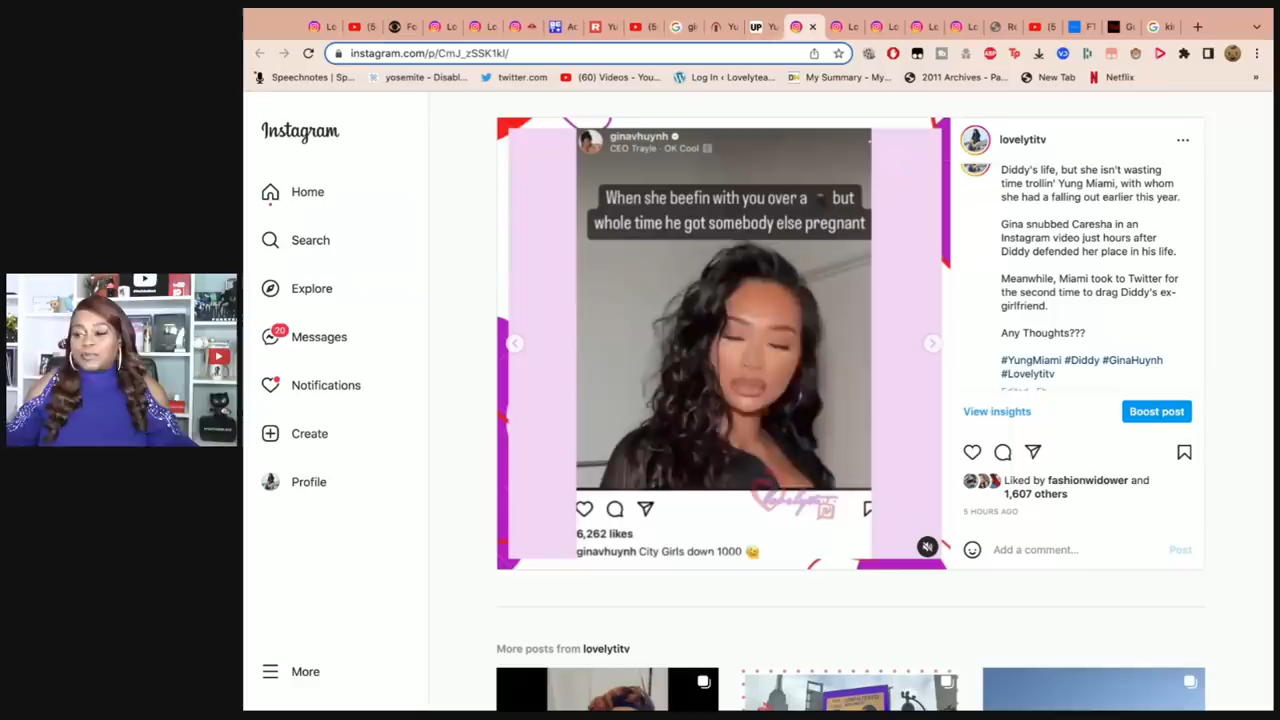 instagram.com/p/CmJ_zSSK1kl/
Speechnotes | Sp...
yosemite - Disabl...
twitter.com
(60) Videos - You...
Log In ‹ Lovelytea...
My Summary - My...
2011 Archives - Pa...
New Tab
Netflix
»
Instagram
Home
Search
Explore
20
Messages
Notifications
Create
Profile
More
ginavhuynh
CEO Trayle · OK Cool
When she beefin with you over a but
whole time he got somebody else pregnant
6,262 likes
ginavhuynh City Girls down 1000
lovelytitv
Diddy's life, but she isn't wasting
time trollin' Yung Miami, with whom
she had a falling out earlier this year.
Gina snubbed Caresha in an
Instagram video just hours after
Diddy defended her place in his life.
Meanwhile, Miami took to Twitter for
the second time to drag Diddy's ex-
girlfriend.
Any Thoughts???
#YungMiami #Diddy #GinaHuynh
#Lovelytitv
View insights
Boost post
Liked by fashionwidower and
1,607 others
5 HOURS AGO
Add a comment...
Post
More posts from lovelytitv